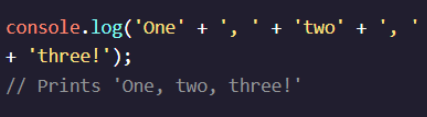 console.log('One' + ', ' + 'two' + ', '
+ 'three!');
// Prints 'One, two, three!'